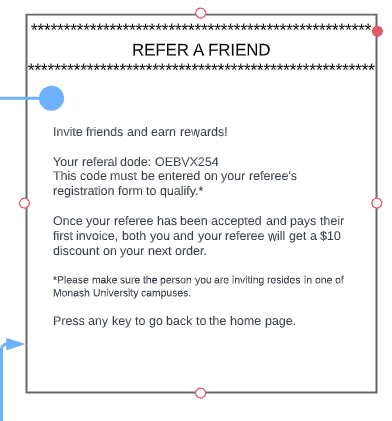 ****************************************************
REFER A FRIEND
*****************************************************
Invite friends and earn rewards!
Your referal dode: OEBVX254
This code must be entered on your referee's
registration form to qualify.*
Once your referee has been accepted and pays their
first invoice, both you and your referee will get a $10
discount on your next order.
*Please make sure the person you are inviting resides in one of
Monash University campuses.
Press any key to go back to the home page.